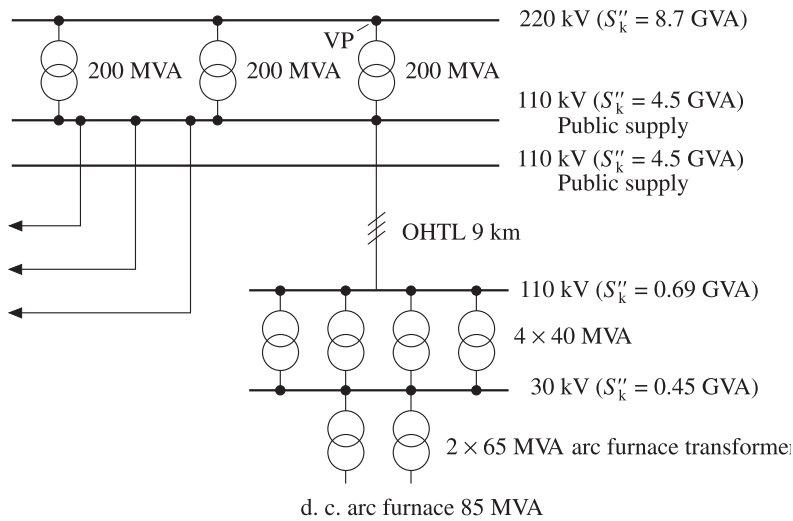 220 kV (S″k = 8.7 GVA)
VP
200 MVA
200 MVA
200 MVA
110 kV (S″k = 4.5 GVA)
Public supply
110 kV (S″k = 4.5 GVA)
Public supply
OHTL 9 km
110 kV (S″k = 0.69 GVA)
4 × 40 MVA
30 kV (S″k = 0.45 GVA)
2 × 65 MVA arc furnace transformer
d. c. arc furnace 85 MVA